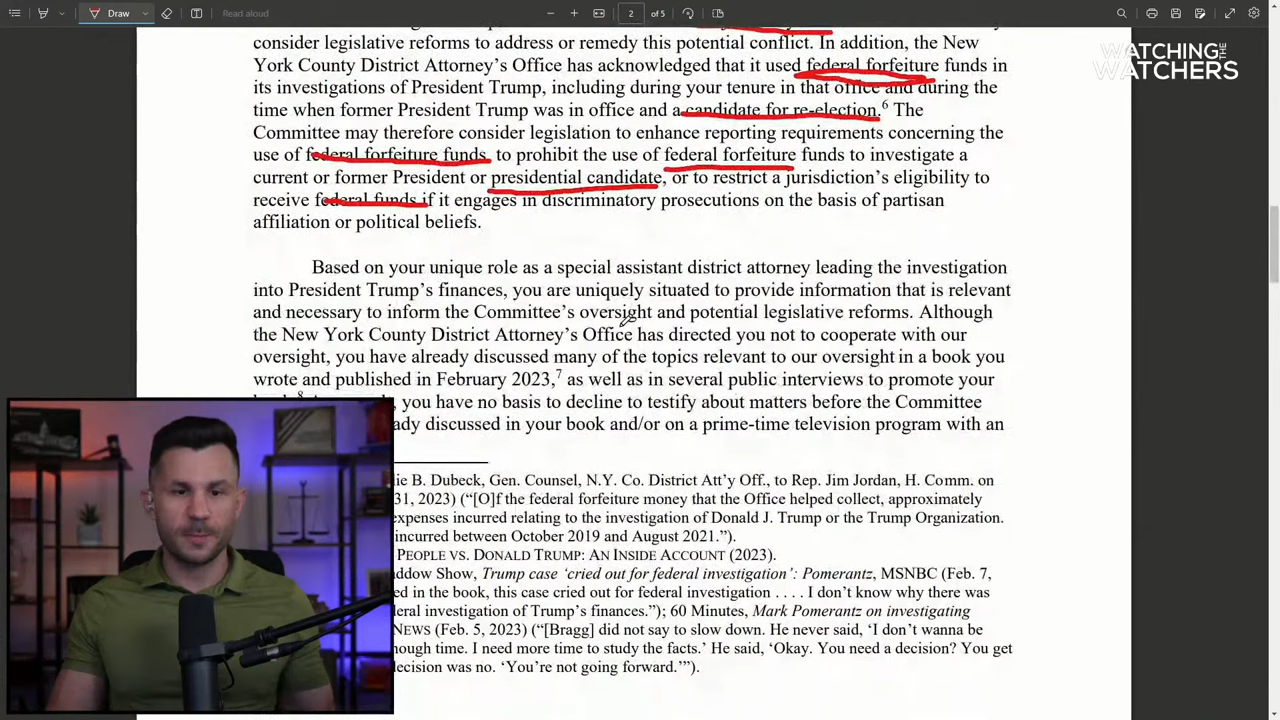 Draw
Read aloud
2 of 5
WATCHING THE WATCHERS
consider legislative reforms to address or remedy this potential conflict. In addition, the New
York County District Attorney's Office has acknowledged that it used federal forfeiture funds in
its investigations of President Trump, including during your tenure in that office and during the
time when former President Trump was in office and a candidate for re-election.6 The
Committee may therefore consider legislation to enhance reporting requirements concerning the
use of federal forfeiture funds, to prohibit the use of federal forfeiture funds to investigate a
current or former President or presidential candidate, or to restrict a jurisdiction's eligibility to
receive federal funds if it engages in discriminatory prosecutions on the basis of partisan
affiliation or political beliefs.
Based on your unique role as a special assistant district attorney leading the investigation
into President Trump's finances, you are uniquely situated to provide information that is relevant
and necessary to inform the Committee's oversight and potential legislative reforms. Although
the New York County District Attorney's Office has directed you not to cooperate with our
oversight, you have already discussed many of the topics relevant to our oversight in a book you
wrote and published in February 2023,7 as well as in several public interviews to promote your
you have no basis to decline to testify about matters before the Committee
ady discussed in your book and/or on a prime-time television program with an
lie B. Dubeck, Gen. Counsel, N.Y. Co. District Att'y Off., to Rep. Jim Jordan, H. Comm. on
31, 2023) ("[O]f the federal forfeiture money that the Office helped collect, approximately
expenses incurred relating to the investigation of Donald J. Trump or the Trump Organization.
incurred between October 2019 and August 2021.").
PEOPLE VS. DONALD TRUMP: AN INSIDE ACCOUNT (2023).
ddow Show, Trump case 'cried out for federal investigation': Pomerantz, MSNBC (Feb. 7,
ed in the book, this case cried out for federal investigation . . . . I don't know why there was
leral investigation of Trump's finances."); 60 Minutes, Mark Pomerantz on investigating
NEWS (Feb. 5, 2023) ("[Bragg] did not say to slow down. He never said, 'I don't wanna be
nough time. I need more time to study the facts.' He said, 'Okay. You need a decision? You get
lecision was no. 'You're not going forward.'").